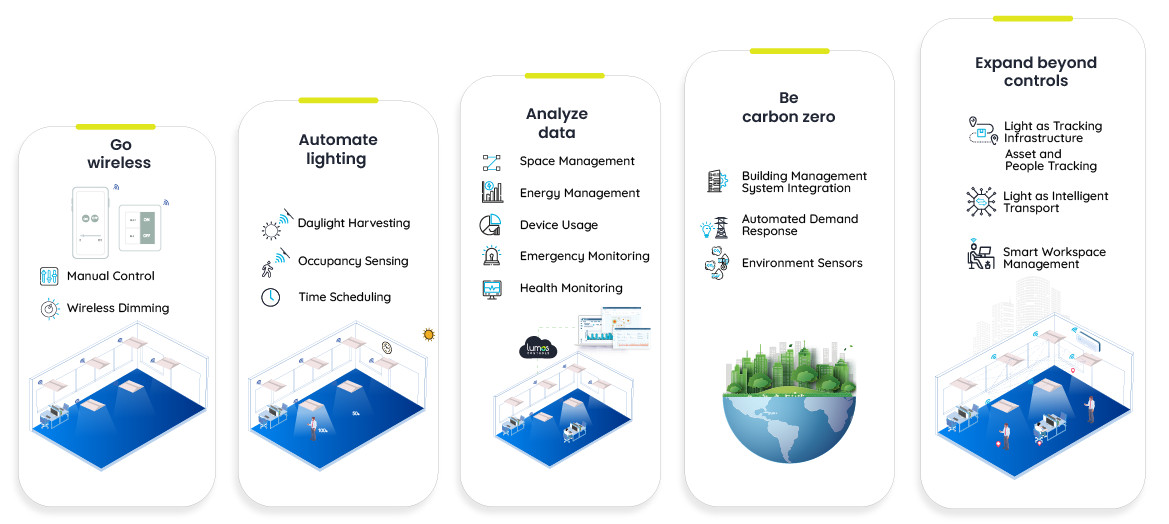 Go
wireless
ON
OFF
Manual Control
Wireless Dimming
Automate
lighting
Daylight Harvesting
Occupancy Sensing
Time Scheduling
Analyze
data
Space Management
Energy Management
Device Usage
Emergency Monitoring
Health Monitoring
lumos
CONTROLS
Be
carbon zero
Building Management
System Integration
Automated Demand
Response
Environment Sensors
Expand beyond
controls
Light as Tracking
Infrastructure
Asset and
People Tracking
Light as Intelligent
Transport
Smart Workspace
Management